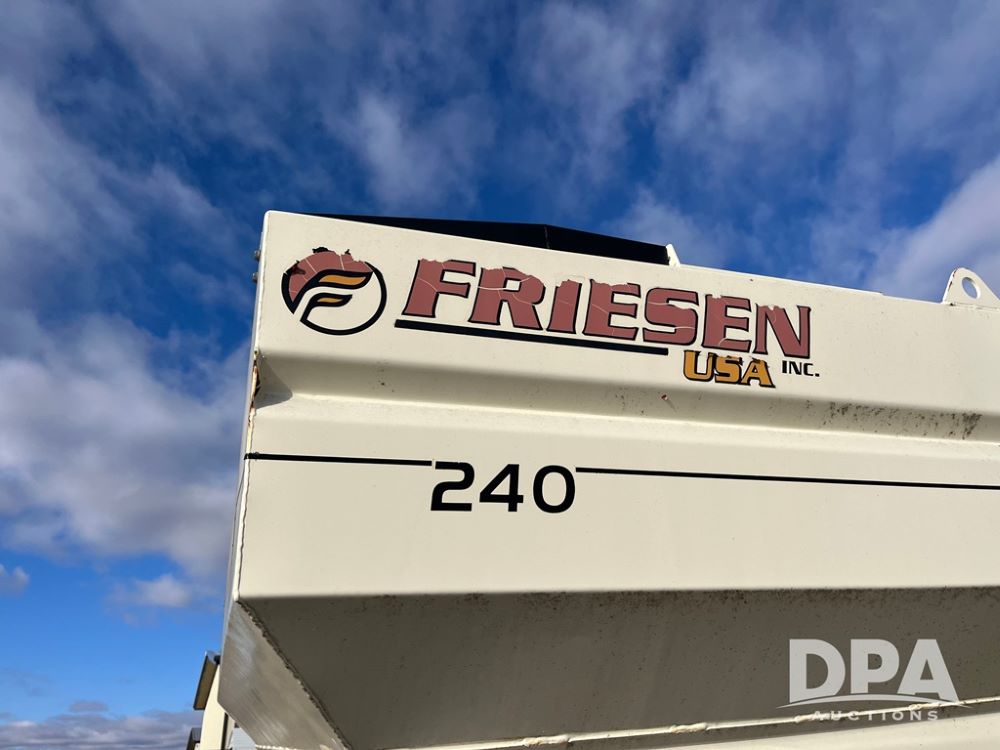 FRIESEN
USA INC.
240
DPA
AUCTIONS